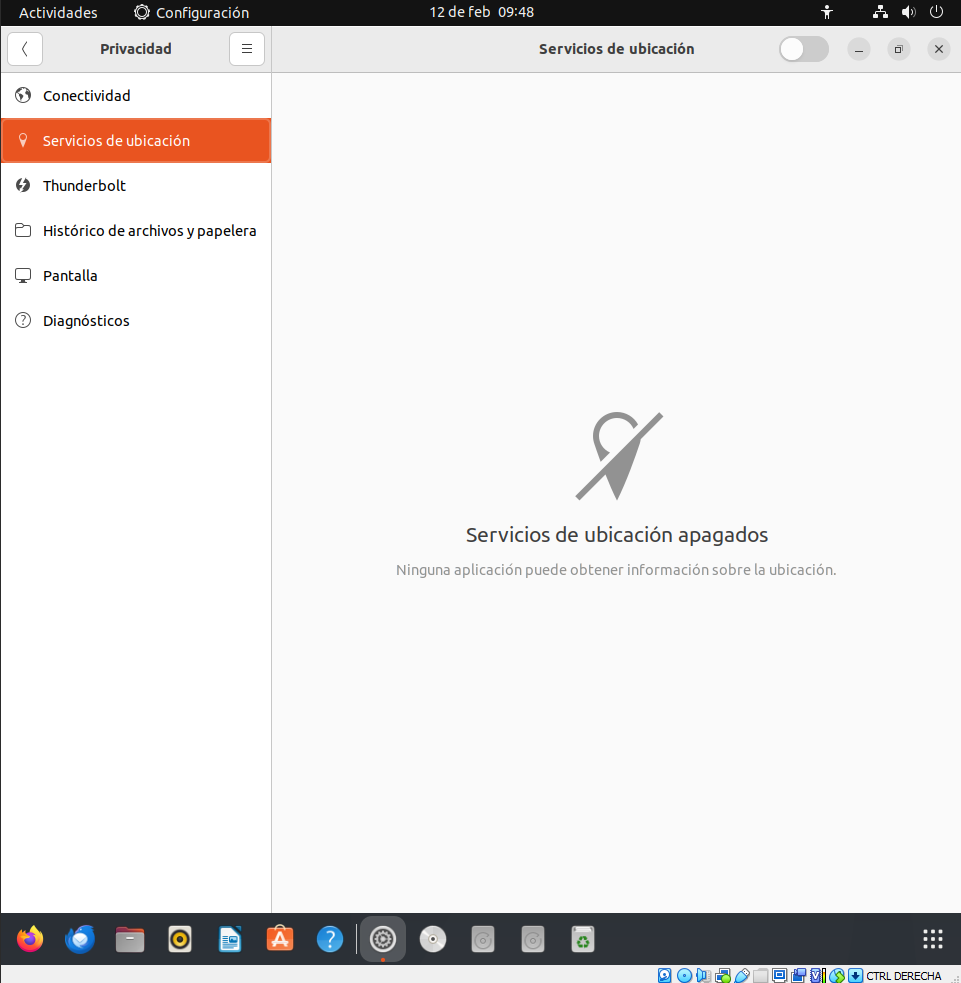 Actividades Configuración 12 de feb 09:48
Privacidad Servicios de ubicación
Conectividad
Servicios de ubicación
Thunderbolt
Histórico de archivos y papelera
Pantalla
Diagnósticos
Servicios de ubicación apagados
Ninguna aplicación puede obtener información sobre la ubicación.
CTRL DERECHA